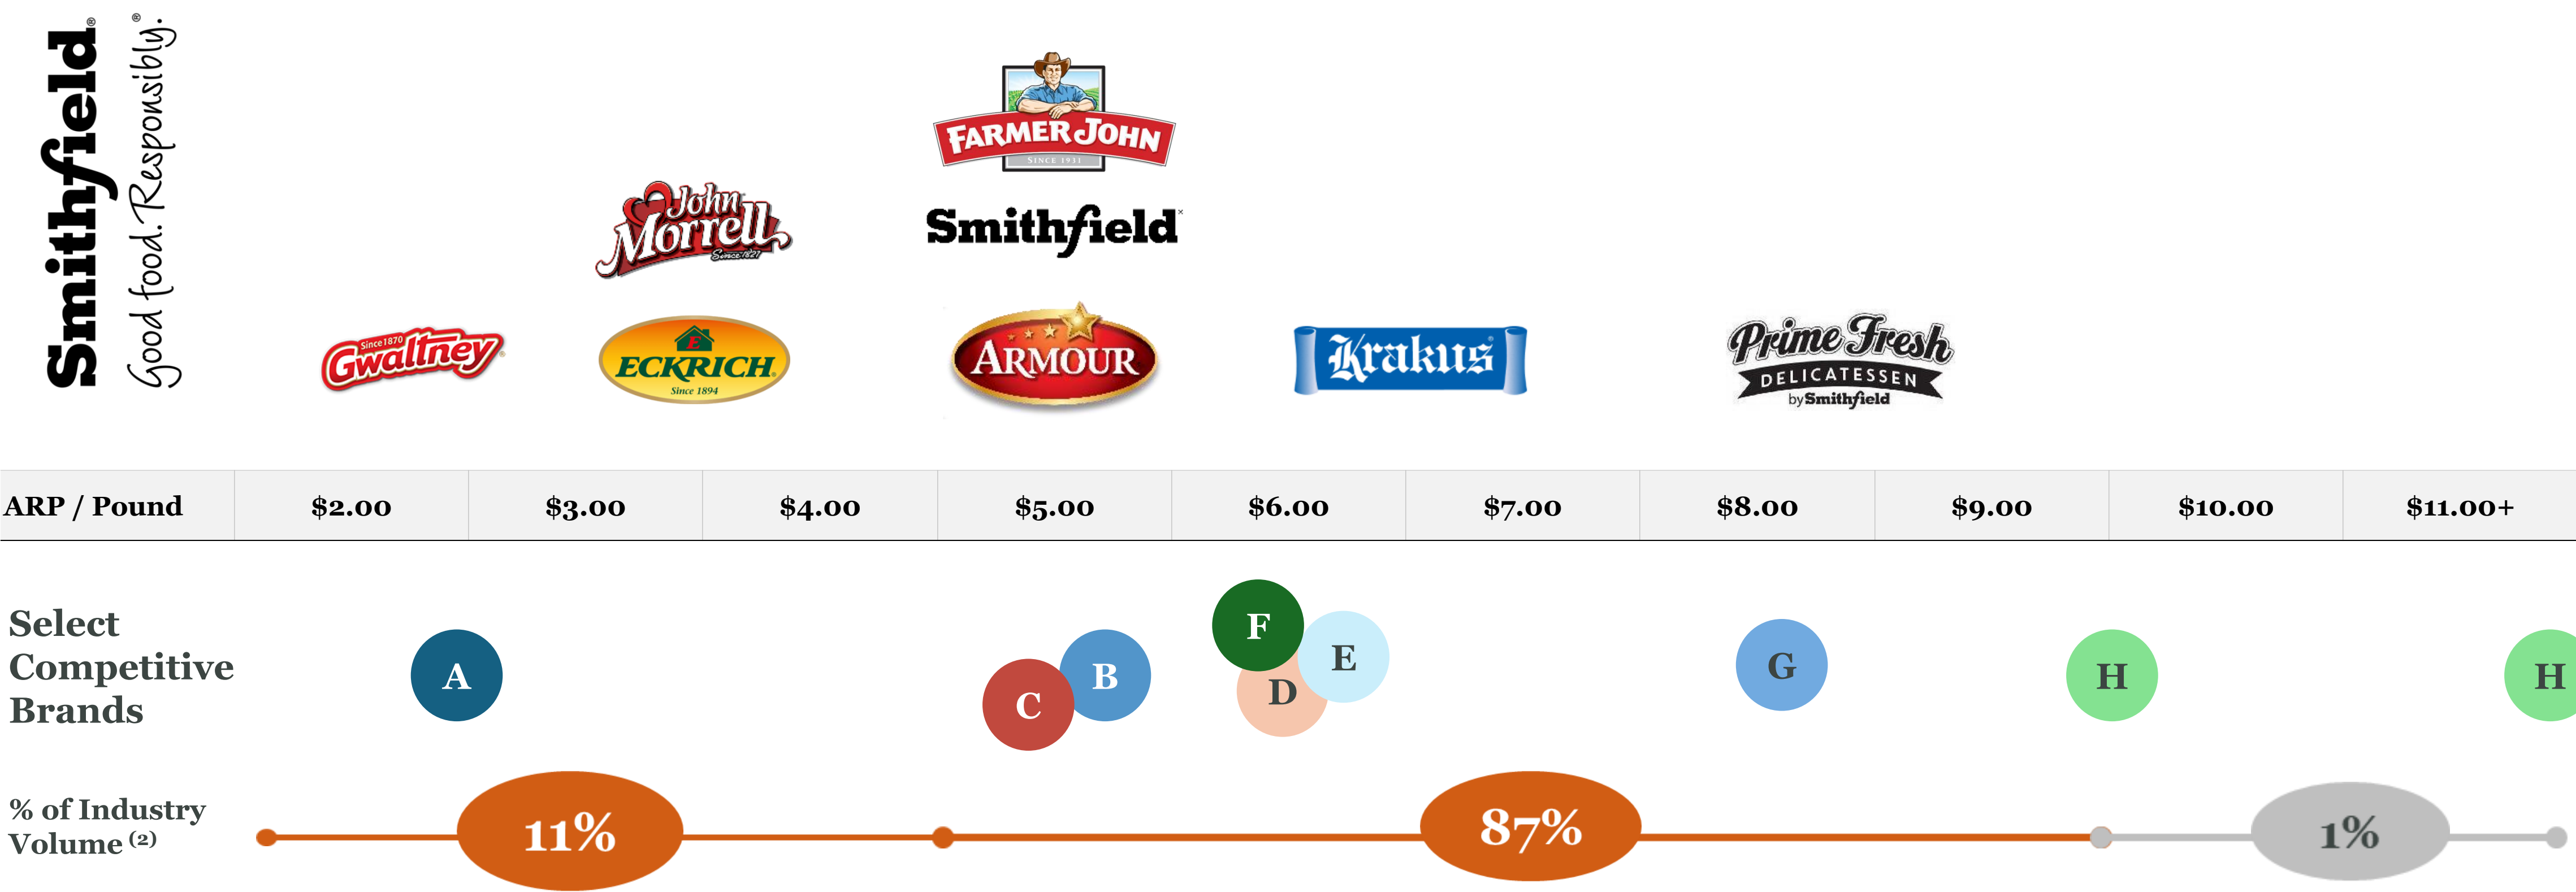 Smithfield®
Good food. Responsibly.®
FARMER JOHN
SINCE 1931
John
Morrell
Since 1827
Smithfield
Since 1870
Gwaltney®
E
ECKRICH®
Since 1894
ARMOUR
Krakus®
Prime Fresh
DELICATESSEN
by Smithfield
ARP / Pound $2.00 $3.00 $4.00 $5.00 $6.00 $7.00 $8.00 $9.00 $10.00 $11.00+
Select
Competitive
Brands
A
C
B
F
D
E
G
H
H
% of Industry
Volume (2)
11%
87%
1%